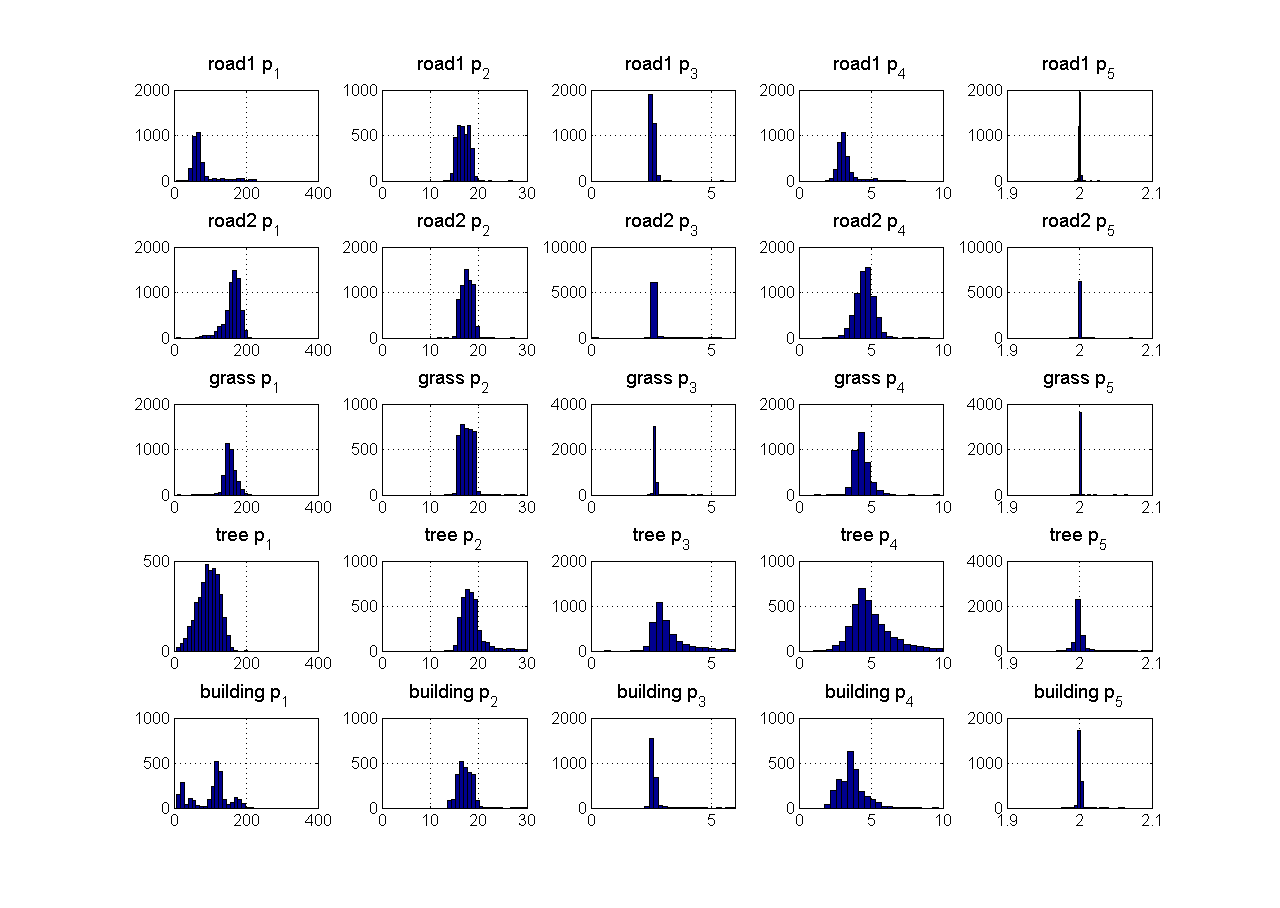 road1 p1 road1 p2 road1 p3 road1 p4 road1 p5
2000 1000 2000 2000 2000
1000 500 1000 1000 1000
0 0 0 0 0
0 200 400 0 10 20 30 0 5 0 5 10 1.9 2 2.1
road2 p1 road2 p2 road2 p3 road2 p4 road2 p5
2000 2000 10000 2000 10000
1000 1000 5000 1000 5000
0 0 0 0 0
0 200 400 0 10 20 30 0 5 0 5 10 1.9 2 2.1
grass p1 grass p2 grass p3 grass p4 grass p5
2000 1000 4000 2000 4000
1000 500 2000 1000 2000
0 0 0 0 0
0 200 400 0 10 20 30 0 5 0 5 10 1.9 2 2.1
tree p1 tree p2 tree p3 tree p4 tree p5
500 1000 2000 1000 4000
500 1000 500 2000
0 0 0 0 0
0 200 400 0 10 20 30 0 5 0 5 10 1.9 2 2.1
building p1 building p2 building p3 building p4 building p5
1000 1000 2000 1000 2000
500 500 1000 500 1000
0 0 0 0 0
0 200 400 0 10 20 30 0 5 0 5 10 1.9 2 2.1